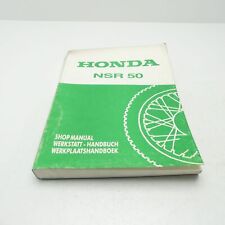 HONDA
NSR 50
SHOP MANUAL
WERKSTATT - HANDBUCH
WERKPLAATSHANDBOEK